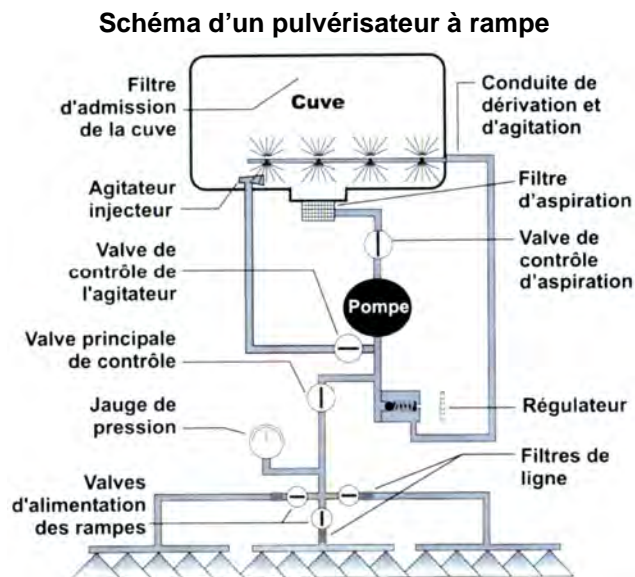 Schéma d'un pulvérisateur à rampe
Filtre
d'admission
de la cuve
Cuve
Conduite de
dérivation et
d'agitation
Agitateur
injecteur
Filtre
d'aspiration
Valve de
contrôle de
l'agitateur
Valve de
contrôle
d'aspiration
Pompe
Valve principale
de contrôle
Jauge de
pression
Régulateur
Valves
d'alimentation
des rampes
Filtres de
ligne